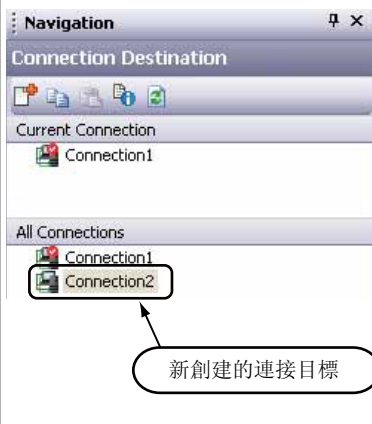 Navigation
Connection Destination
Current Connection
Connection1
All Connections
Connection1
Connection2
新創建的連接目標